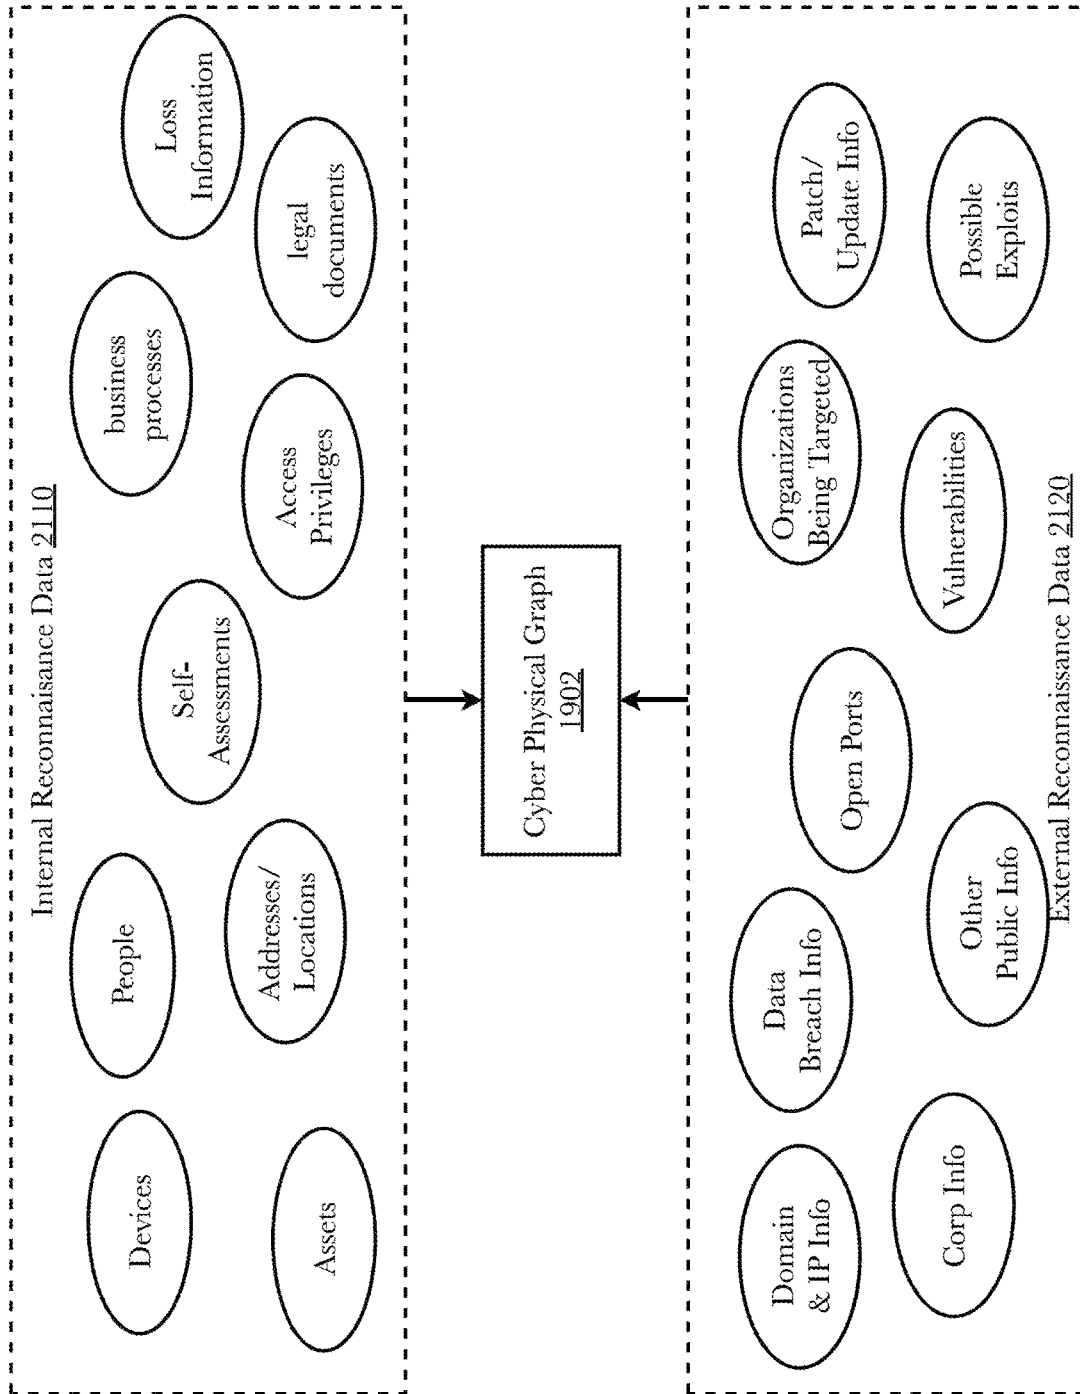 Internal Reconnaisance Data 2110
Devices
People
business
processes
Loss
Information
Assets
Addresses/
Locations
Self-
Assessments
Access
Privileges
legal
documents
Cyber Physical Graph
1902
Domain
& IP Info
Data
Breach Info
Open Ports
Organizations
Being Targeted
Patch/
Update Info
Corp Info
Other
Public Info
Vulnerabilities
Possible
Exploits
External Reconnaissance Data 2120